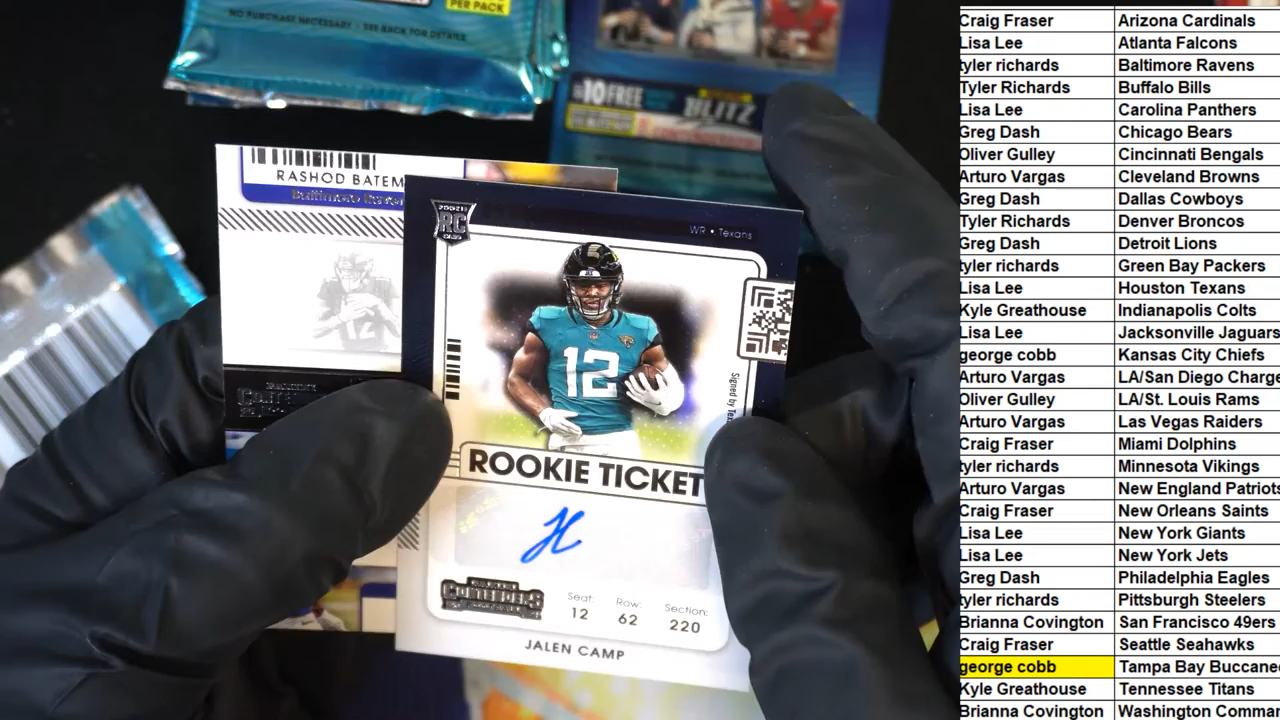 PER PACK
NO PURCHASE NECESSARY - SEE BACK FOR DETAILS
$10 FREE
BLITZ
RASHOD BATEM
Baltimore Raven
RC
WR • Texans
12
Signed by Te
ROOKIE TICKET
JC
CONTENDERS
Seat: Row: Section:
12 62 220
JALEN CAMP
Craig Fraser Arizona Cardinals
Lisa Lee Atlanta Falcons
tyler richards Baltimore Ravens
Tyler Richards Buffalo Bills
Lisa Lee Carolina Panthers
Greg Dash Chicago Bears
Oliver Gulley Cincinnati Bengals
Arturo Vargas Cleveland Browns
Greg Dash Dallas Cowboys
Tyler Richards Denver Broncos
Greg Dash Detroit Lions
tyler richards Green Bay Packers
Lisa Lee Houston Texans
Kyle Greathouse Indianapolis Colts
Lisa Lee Jacksonville Jaguars
george cobb Kansas City Chiefs
Arturo Vargas LA/San Diego Charge
Oliver Gulley LA/St. Louis Rams
Arturo Vargas Las Vegas Raiders
Craig Fraser Miami Dolphins
tyler richards Minnesota Vikings
Arturo Vargas New England Patriots
Craig Fraser New Orleans Saints
Lisa Lee New York Giants
Lisa Lee New York Jets
Greg Dash Philadelphia Eagles
tyler richards Pittsburgh Steelers
Brianna Covington San Francisco 49ers
Craig Fraser Seattle Seahawks
george cobb Tampa Bay Buccanee
Kyle Greathouse Tennessee Titans
Brianna Covington Washington Comman